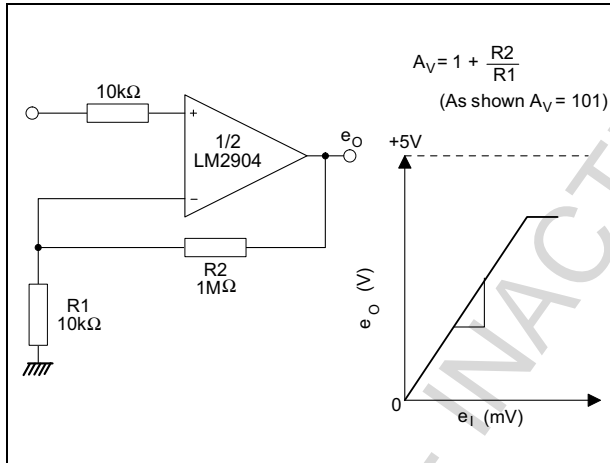 10kΩ
+
1/2
LM2904
−
e_O
R2
1MΩ
R1
10kΩ
A_V = 1 + R2/R1
(As shown A_V = 101)
+5V
e_O (V)
0
e_I (mV)
INACT